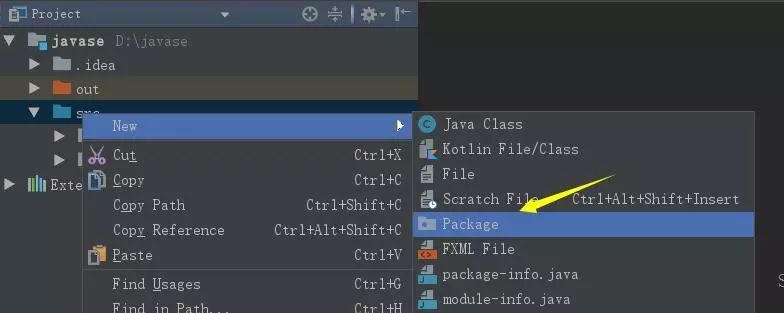 Project
javase D:\javase
.idea
out
src
New
Cut Ctrl+X
Copy Ctrl+C
Copy Path Ctrl+Shift+C
Copy Reference Ctrl+Alt+Shift+C
Paste Ctrl+V
Find Usages Ctrl+G
Find in Path... Ctrl+H
Java Class
Kotlin File/Class
File
Scratch File Ctrl+Alt+Shift+Insert
Package
FXML File
package-info.java
module-info.java